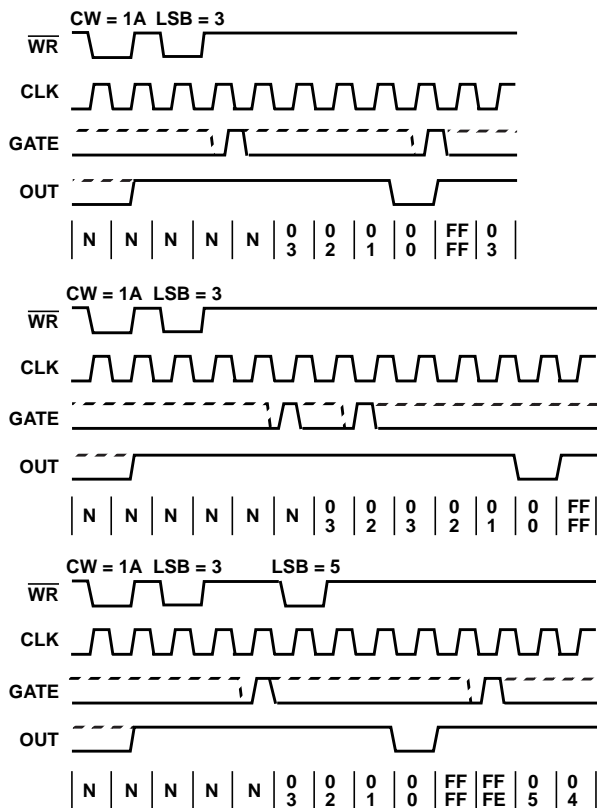 CW = 1A LSB = 3
WR
CLK
GATE
OUT
N N N N N 0 0 0 0 FF 0
3 2 1 0 FF 3
CW = 1A LSB = 3
WR
CLK
GATE
OUT
N N N N N N 0 0 0 0 0 0 FF
3 2 3 2 1 0 FF
CW = 1A LSB = 3 LSB = 5
WR
CLK
GATE
OUT
N N N N N 0 0 0 0 FF FF 0 0
3 2 1 0 FF FE 5 4